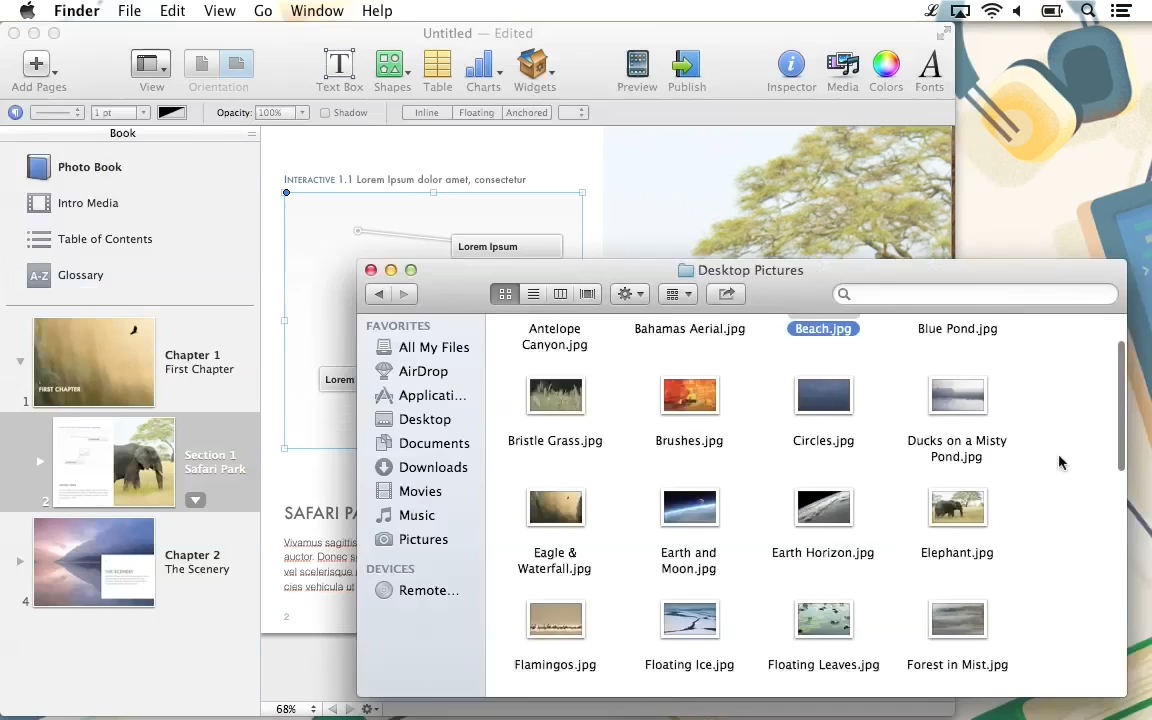 Finder File Edit View Go Window Help
Untitled — Edited
Add Pages View Orientation Text Box Shapes Table Charts Widgets Preview Publish Inspector Media Colors Fonts
1 pt Opacity: 100% Shadow Inline Floating Anchored
Book
Photo Book
Intro Media
Table of Contents
A-Z Glossary
FIRST CHAPTER
Chapter 1
First Chapter
1
Section 1
Safari Park
2
Chapter 2
The Scenery
4
INTERACTIVE 1.1 Lorem Ipsum dolor amet, consectetur
Lorem Ipsum
Lorem
SAFARI PA
Vivamus sagittis
auctor. Donec s
vel scelerisque
cies vehicula ut
2
68%
Desktop Pictures
FAVORITES
All My Files
AirDrop
Applicati...
Desktop
Documents
Downloads
Movies
Music
Pictures
DEVICES
Remote...
Antelope
Canyon.jpg
Bahamas Aerial.jpg
Beach.jpg
Blue Pond.jpg
Bristle Grass.jpg
Brushes.jpg
Circles.jpg
Ducks on a Misty
Pond.jpg
Eagle &
Waterfall.jpg
Earth and
Moon.jpg
Earth Horizon.jpg
Elephant.jpg
Flamingos.jpg
Floating Ice.jpg
Floating Leaves.jpg
Forest in Mist.jpg